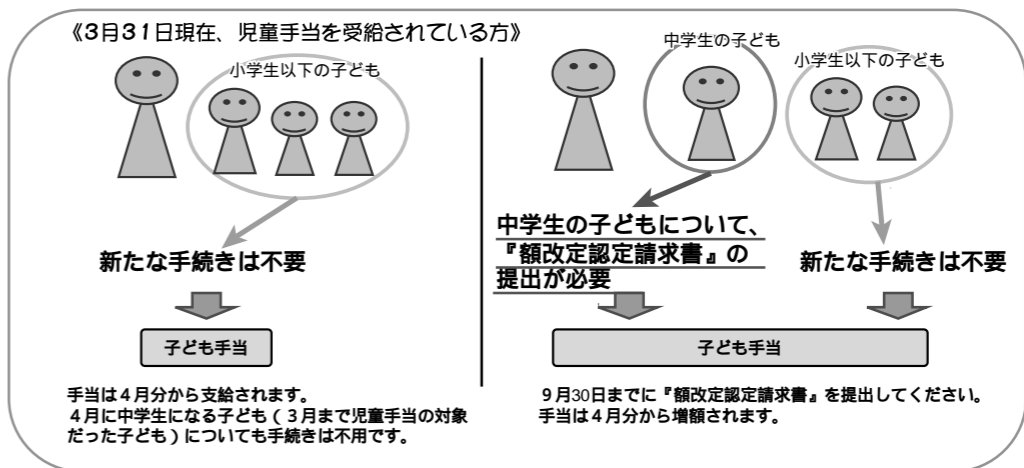 《3月31日現在、児童手当を受給されている方》
小学生以下の子ども
新たな手続きは不要
子ども手当
手当は４月分から支給されます。
４月に中学生になる子ども（３月まで児童手当の対象
だった子ども）についても手続きは不用です。
中学生の子ども
小学生以下の子ども
中学生の子どもについて、
『額改定認定請求書』の
提出が必要
新たな手続きは不要
子ども手当
９月30日までに『額改定認定請求書』を提出してください。
手当は４月分から増額されます。